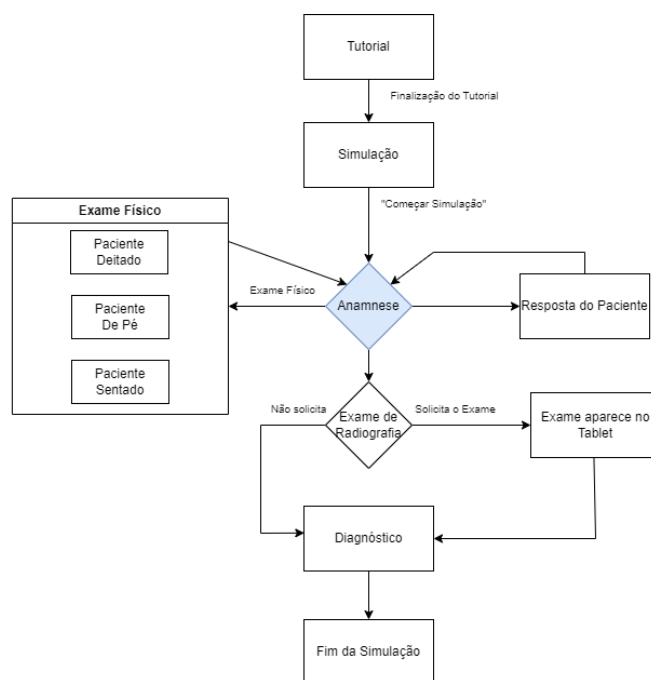 Tutorial
Finalização do Tutorial
Simulação
"Começar Simulação"
Exame Físico
Paciente
Deitado
Paciente
De Pé
Paciente
Sentado
Exame Físico
Anamnese
Resposta do Paciente
Não solicita
Exame de
Radiografia
Solicita o Exame
Exame aparece no
Tablet
Diagnóstico
Fim da Simulação